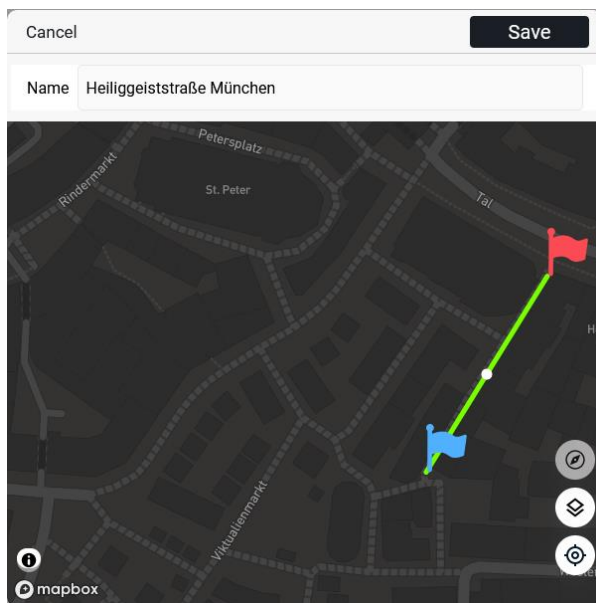 Cancel
Save
Name
Heiliggeiststraße München
Petersplatz
Rindermarkt
St. Peter
Tal
H
Viktualienmarkt
mapbox